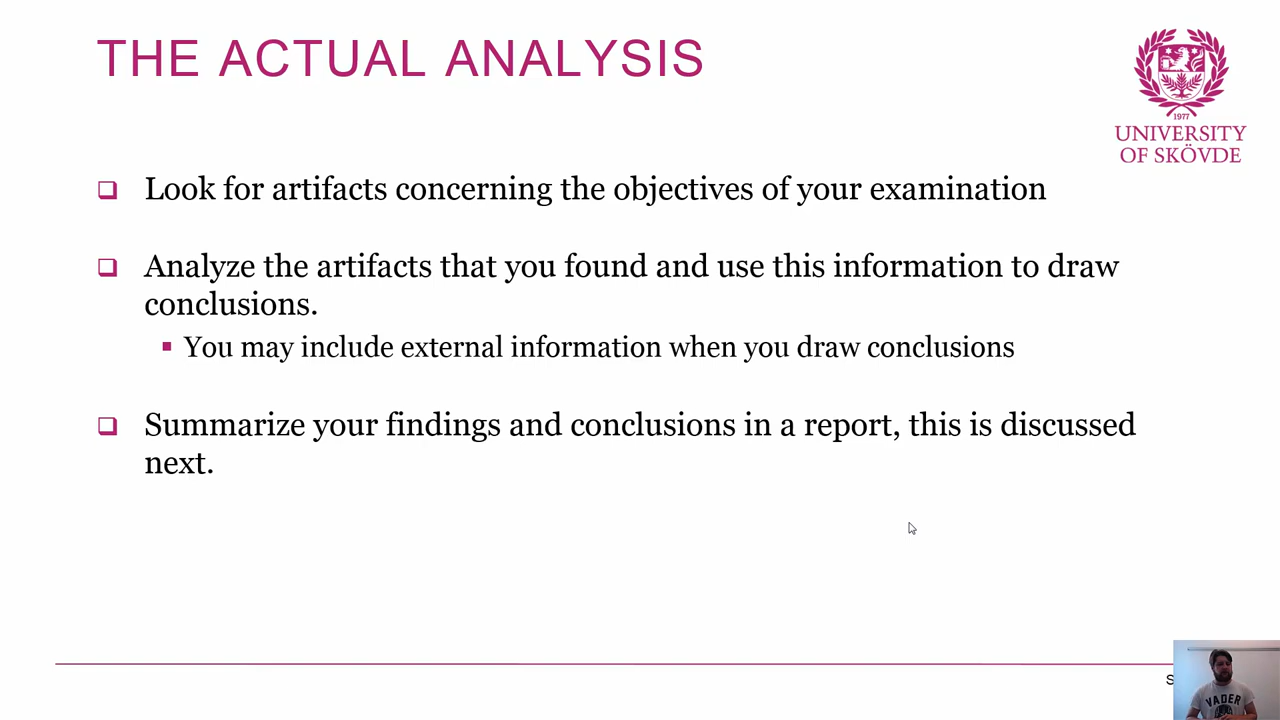 THE ACTUAL ANALYSIS
1977
UNIVERSITY
OF SKÖVDE
Look for artifacts concerning the objectives of your examination
Analyze the artifacts that you found and use this information to draw
conclusions.
You may include external information when you draw conclusions
Summarize your findings and conclusions in a report, this is discussed
next.
S
VADER